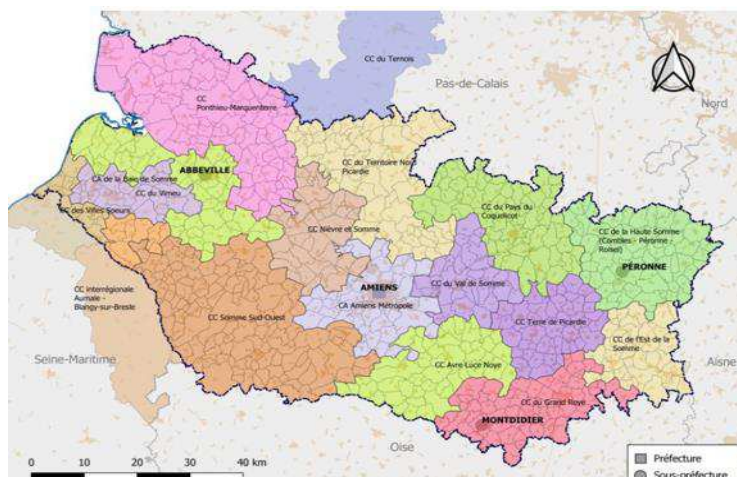 CC du Ternois
Pas-de-Calais
Nord
CC
Ponthieu-Marquenterre
CC du Territoire Nord
Picardie
ABBEVILLE
CA de la Baie de Somme
CC du Vimeu
CC du Pays du
Coquelicot
CC des Villes Soeurs
CC Nièvre et Somme
CC de la Haute Somme
(Combles - Péronne -
Roisel)
PÉRONNE
CC interrégionale
Aumale -
Blangy-sur-Bresle
AMIENS
CC du Val de Somme
CA Amiens Métropole
CC Somme Sud-Ouest
CC Terre de Picardie
CC de l'Est de la
Somme
Seine-Maritime
CC Avre Luce Noye
Aisne
CC du Grand Roye
MONTDIDIER
Oise
0 10 20 30 40 km
Préfecture
Sous-préfecture